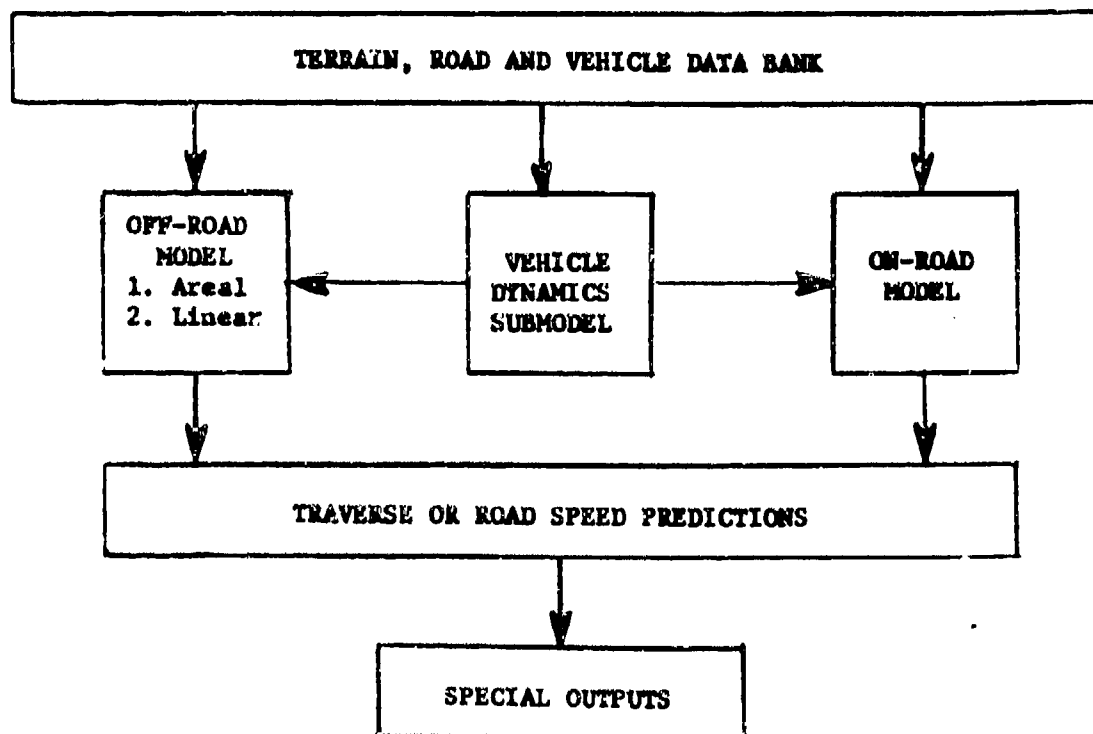 TERRAIN, ROAD AND VEHICLE DATA BANK
OFF-ROAD
MODEL
1. Areal
2. Linear
VEHICLE
DYNAMICS
SUBMODEL
ON-ROAD
MODEL
TRAVERSE OR ROAD SPEED PREDICTIONS
SPECIAL OUTPUTS